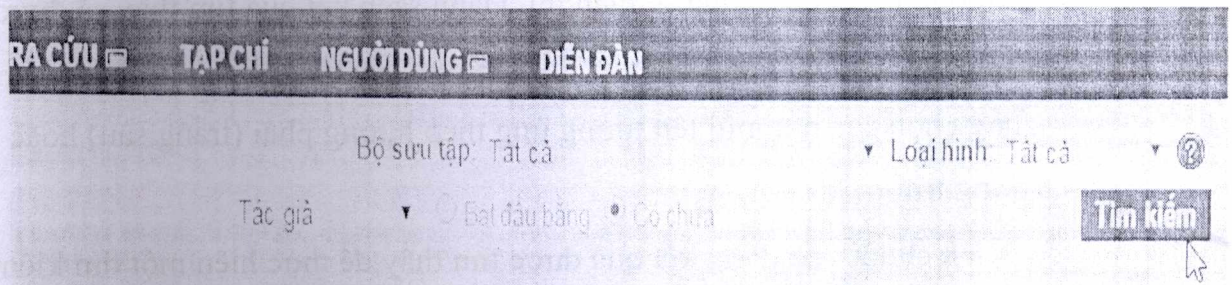 RA CỨU TẠP CHÍ NGƯỜI DÙNG DIỄN ĐÀN
Bộ sưu tập: Tất cả Loại hình: Tất cả
Tác giả Bắt đầu bằng Có chứa Tìm kiếm